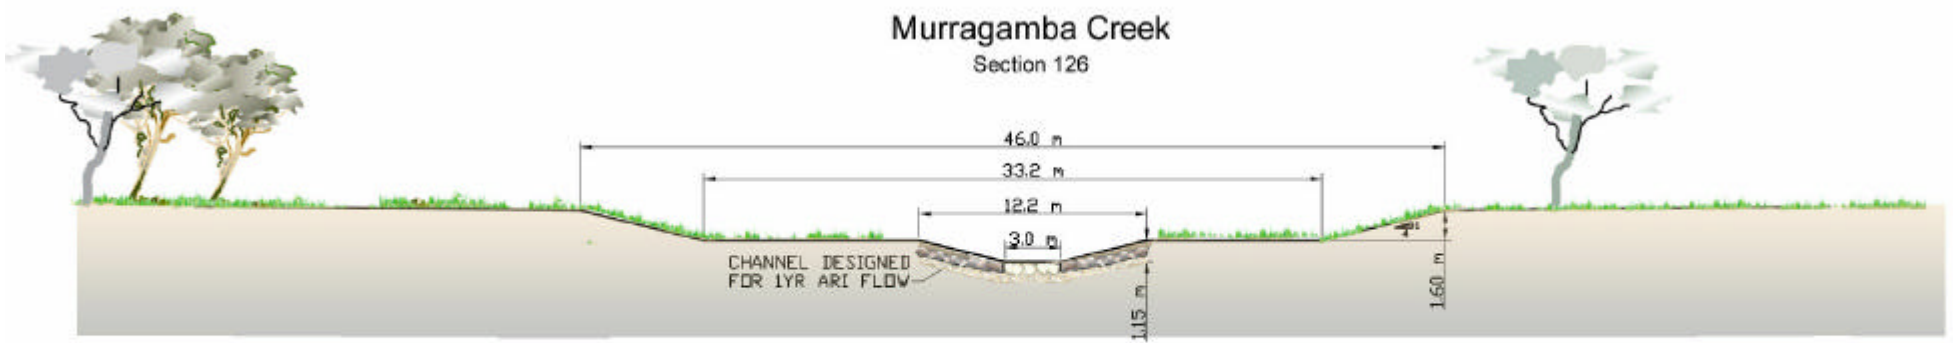 Murragamba Creek
Section 126
46.0 m
33.2 m
12.2 m
3.0 m
CHANNEL DESIGNED
FOR 1YR ARI FLOW
1.15 m
1.60 m